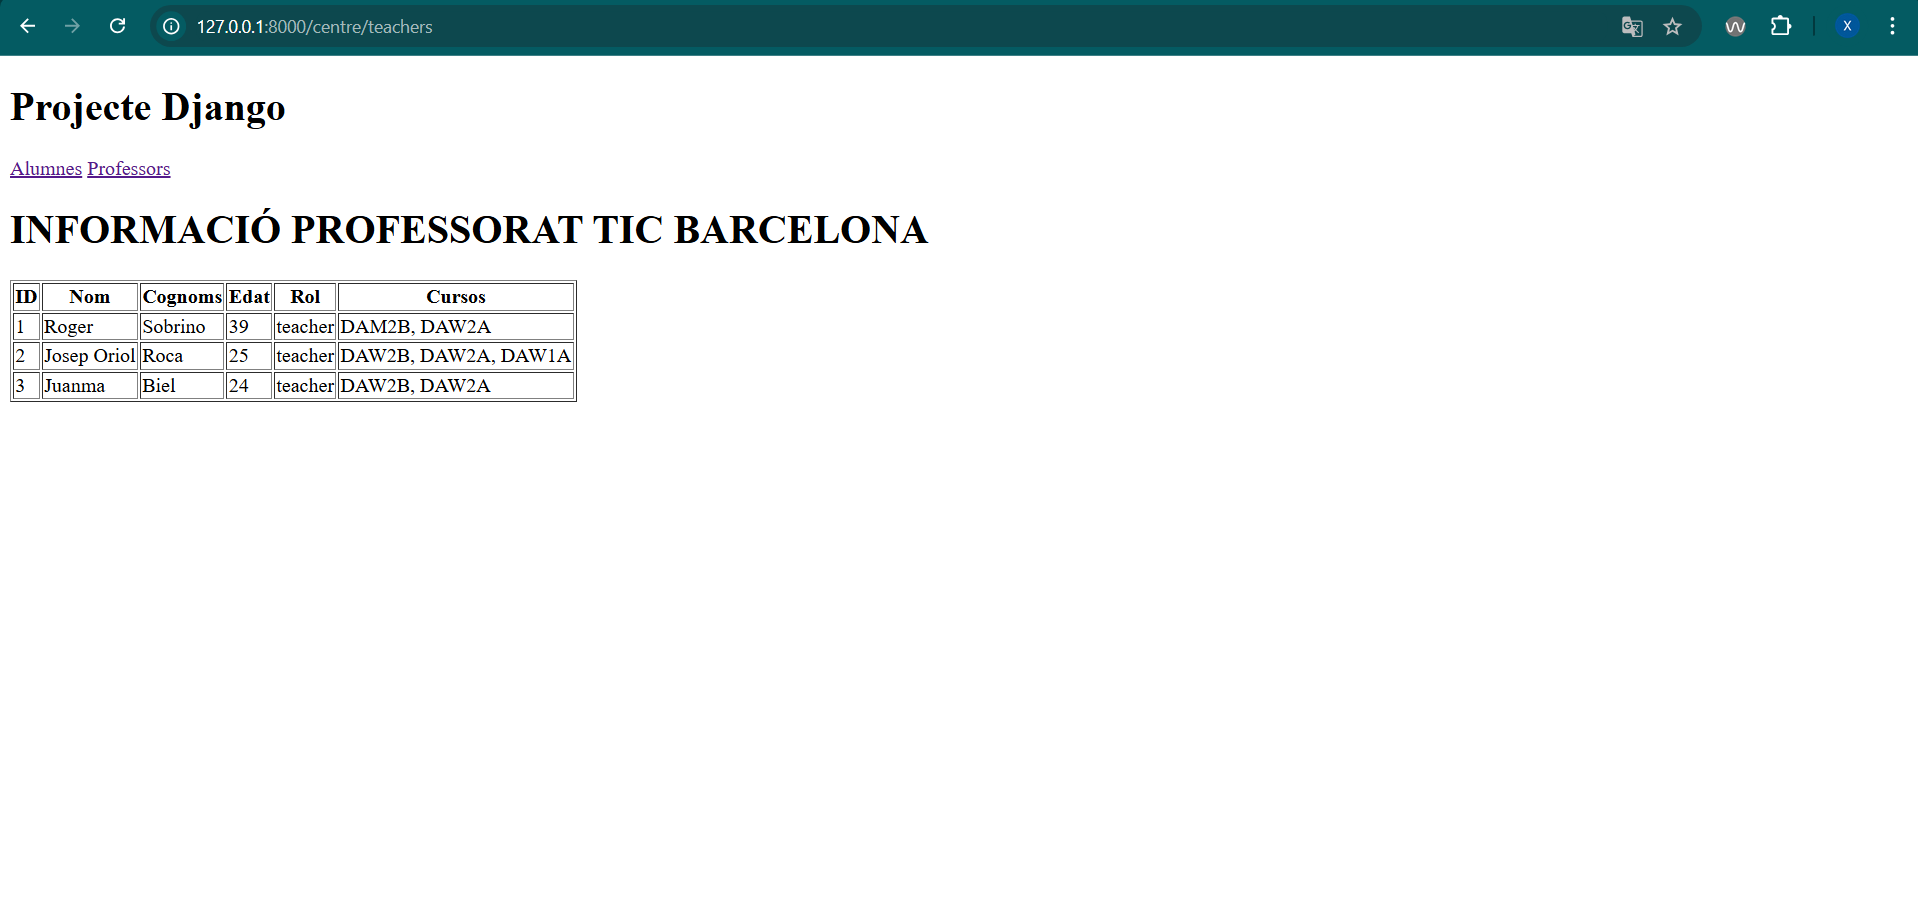 127.0.0.1:8000/centre/teachers
X
Projecte Django
Alumnes Professors
INFORMACIÓ PROFESSORAT TIC BARCELONA
ID Nom Cognoms Edat Rol Cursos
1 Roger Sobrino 39 teacher DAM2B, DAW2A
2 Josep Oriol Roca 25 teacher DAW2B, DAW2A, DAW1A
3 Juanma Biel 24 teacher DAW2B, DAW2A